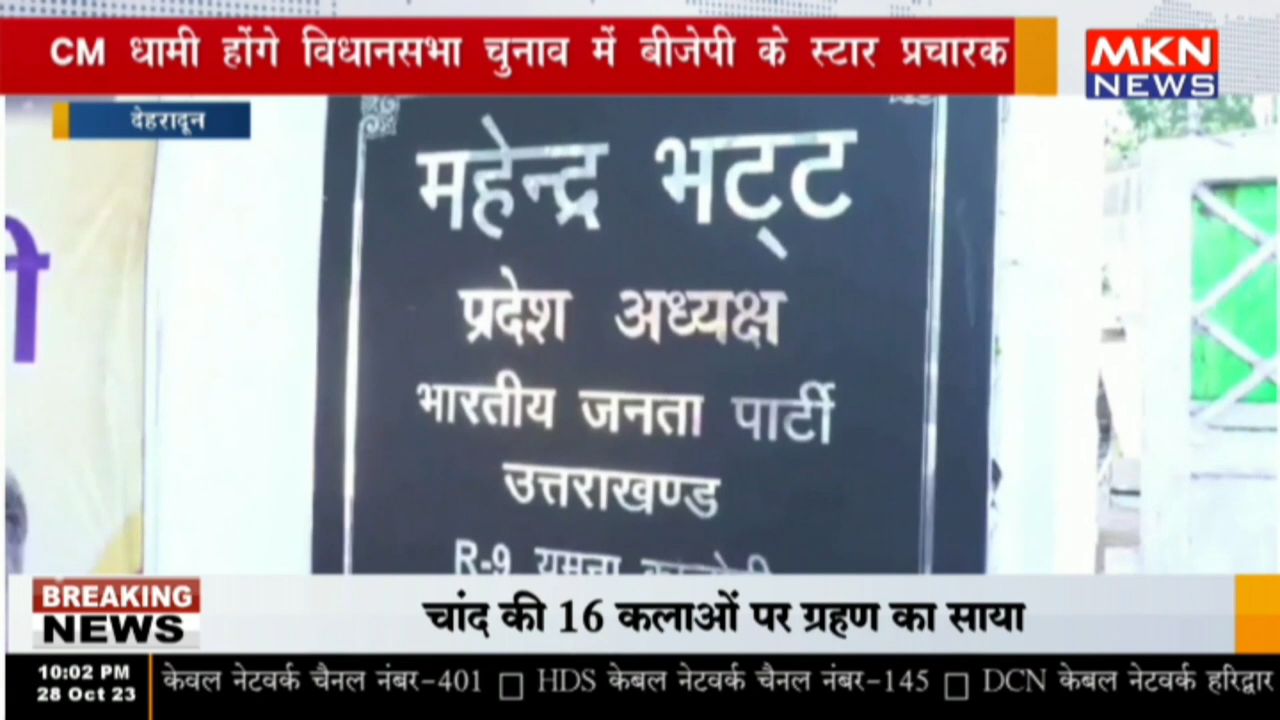 CM धामी होंगे विधानसभा चुनाव में बीजेपी के स्टार प्रचारक
MKN
NEWS
देहरादून
महेन्द्र भट्ट
प्रदेश अध्यक्ष
भारतीय जनता पार्टी
उत्तराखण्ड
R-9 यमुना
BREAKING
NEWS
चांद की 16 कलाओं पर ग्रहण का साया
10:02 PM
28 Oct 23
केवल नेटवर्क चैनल नंबर-401 □ HDS केबल नेटवर्क चैनल नंबर-145 □ DCN केबल नेटवर्क हरिद्वार